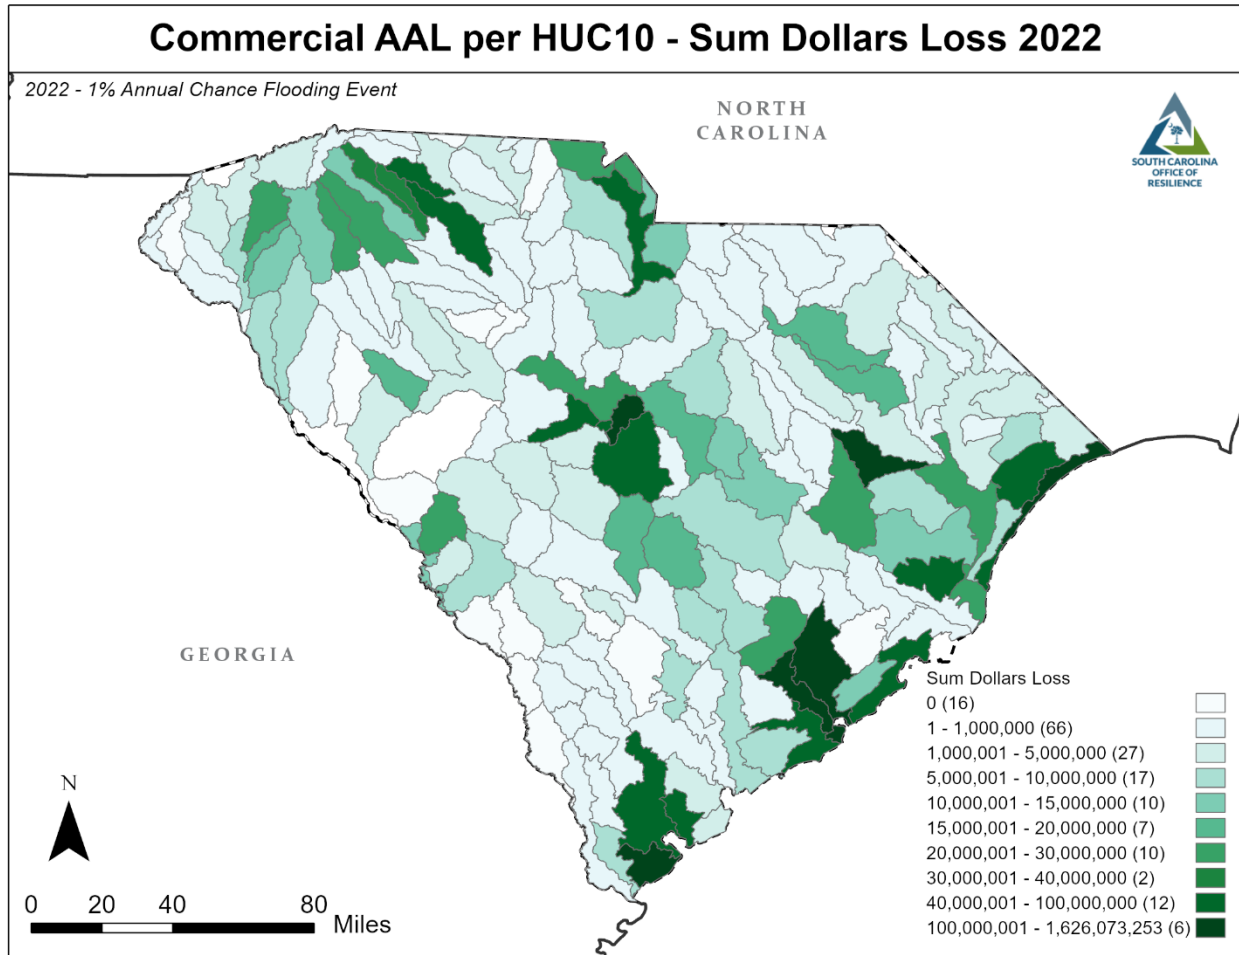 Commercial AAL per HUC10 - Sum Dollars Loss 2022
2022 - 1% Annual Chance Flooding Event
NORTH
CAROLINA
SOUTH CAROLINA
OFFICE OF
RESILIENCE
GEORGIA
Sum Dollars Loss
0 (16)
1 - 1,000,000 (66)
1,000,001 - 5,000,000 (27)
5,000,001 - 10,000,000 (17)
10,000,001 - 15,000,000 (10)
15,000,001 - 20,000,000 (7)
20,000,001 - 30,000,000 (10)
30,000,001 - 40,000,000 (2)
40,000,001 - 100,000,000 (12)
100,000,001 - 1,626,073,253 (6)
N
0 20 40 80
Miles